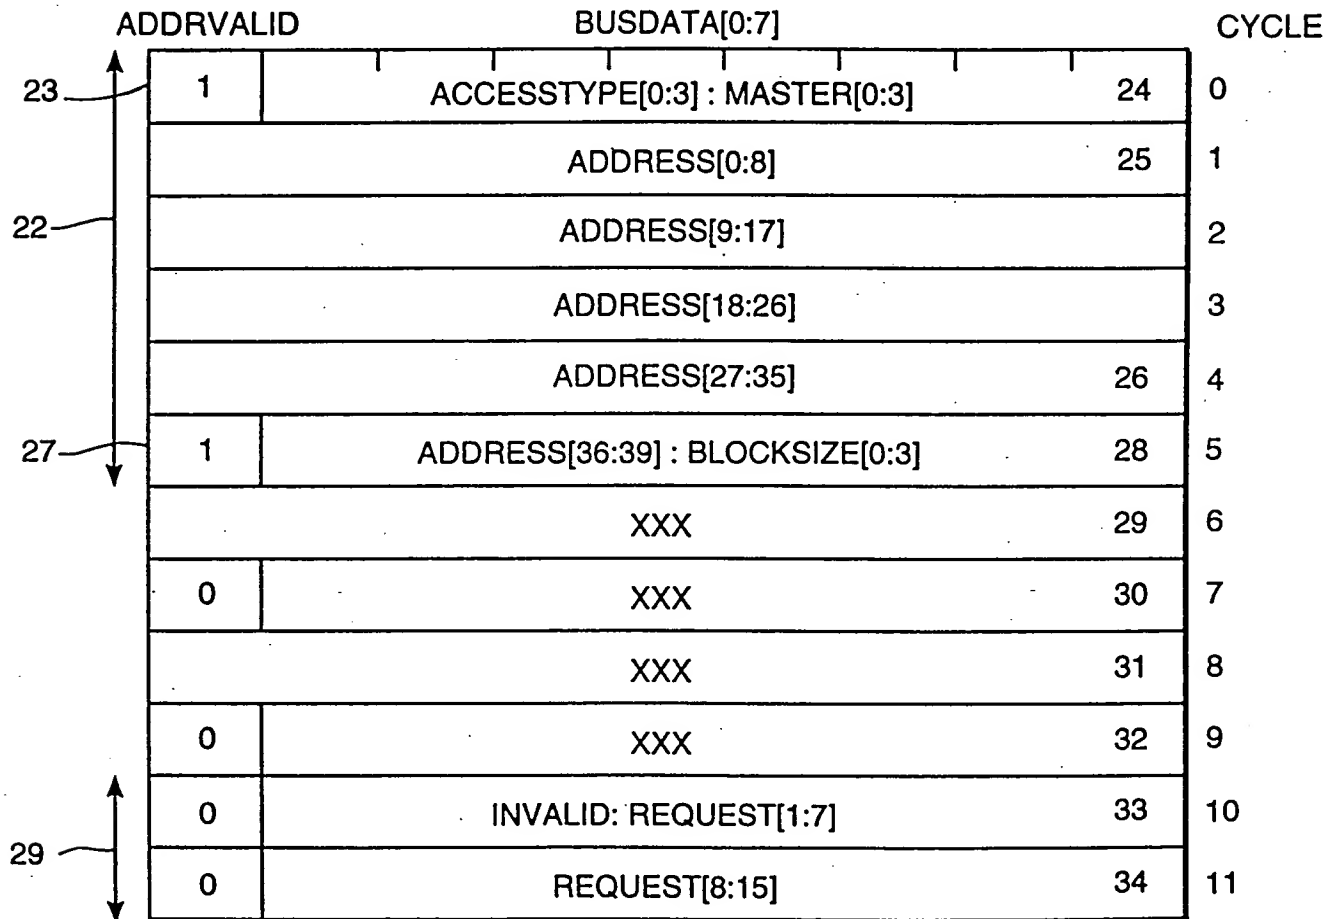 ADDRVALID BUSDATA[0:7] CYCLE
23 1 ACCESSTYPE[0:3] : MASTER[0:3] 24 0
ADDRESS[0:8] 25 1
22 ADDRESS[9:17] 2
ADDRESS[18:26] 3
ADDRESS[27:35] 26 4
27 1 ADDRESS[36:39] : BLOCKSIZE[0:3] 28 5
XXX 29 6
0 XXX 30 7
XXX 31 8
0 XXX 32 9
0 INVALID: REQUEST[1:7] 33 10
29 0 REQUEST[8:15] 34 11